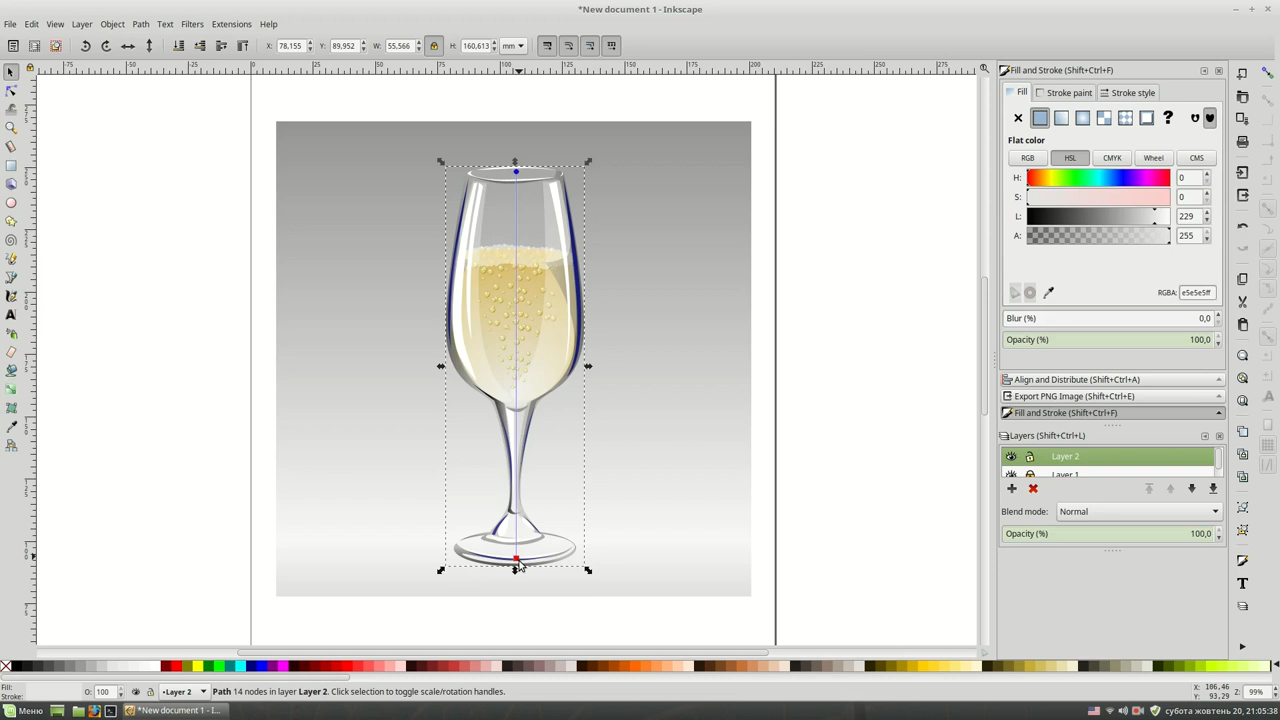 *New document 1 - Inkscape
File Edit View Layer Object Path Text Filters Extensions Help
X: 78,155 Y: 89,952 W: 55,566 H: 160,613 mm
Fill and Stroke (Shift+Ctrl+F)
Fill Stroke paint Stroke style
?
Flat color
RGB HSL CMYK Wheel CMS
H: 0
S: 0
L: 229
A: 255
RGBA: e5e5e5ff
Blur (%) 0,0
Opacity (%) 100,0
Align and Distribute (Shift+Ctrl+A)
Export PNG Image (Shift+Ctrl+E)
Fill and Stroke (Shift+Ctrl+F)
Layers (Shift+Ctrl+L)
Layer 2
Layer 1
Blend mode: Normal
Opacity (%) 100,0
Fill:
Stroke:
O: 100
Layer 2
Path 14 nodes in layer Layer 2. Click selection to toggle scale/rotation handles.
X: 106,46
Y: 93,29
Z: 99%
Меню *New document 1 - I... субота жовтень 20, 21:05:38